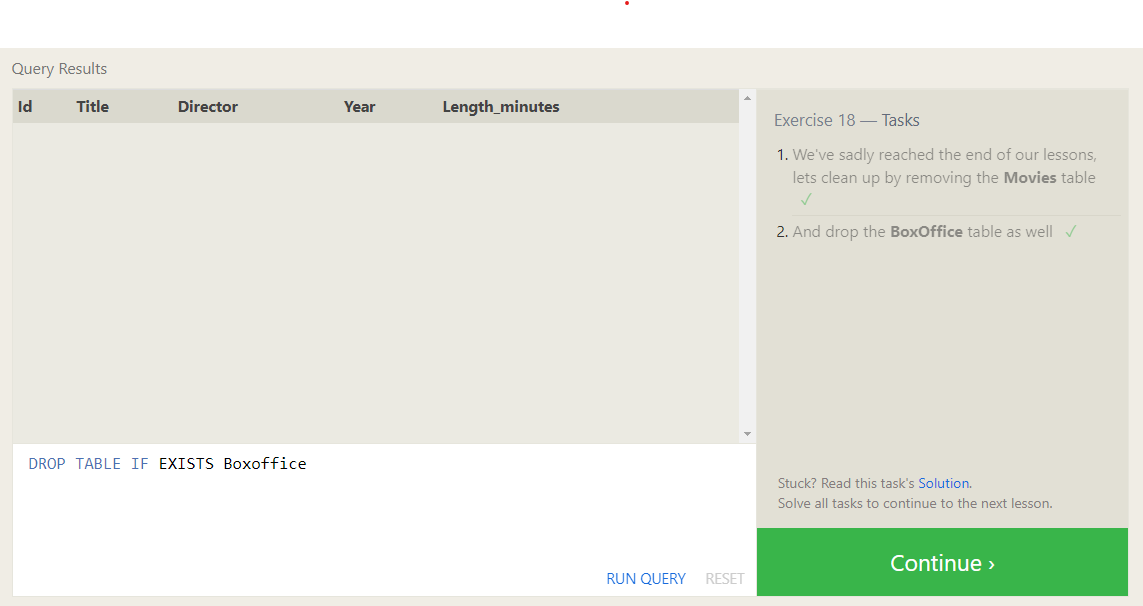 Query Results
Id Title Director Year Length_minutes
Exercise 18 — Tasks
1. We've sadly reached the end of our lessons,
lets clean up by removing the Movies table
✓
2. And drop the BoxOffice table as well ✓
DROP TABLE IF EXISTS Boxoffice
RUN QUERY RESET
Stuck? Read this task's Solution.
Solve all tasks to continue to the next lesson.
Continue ›